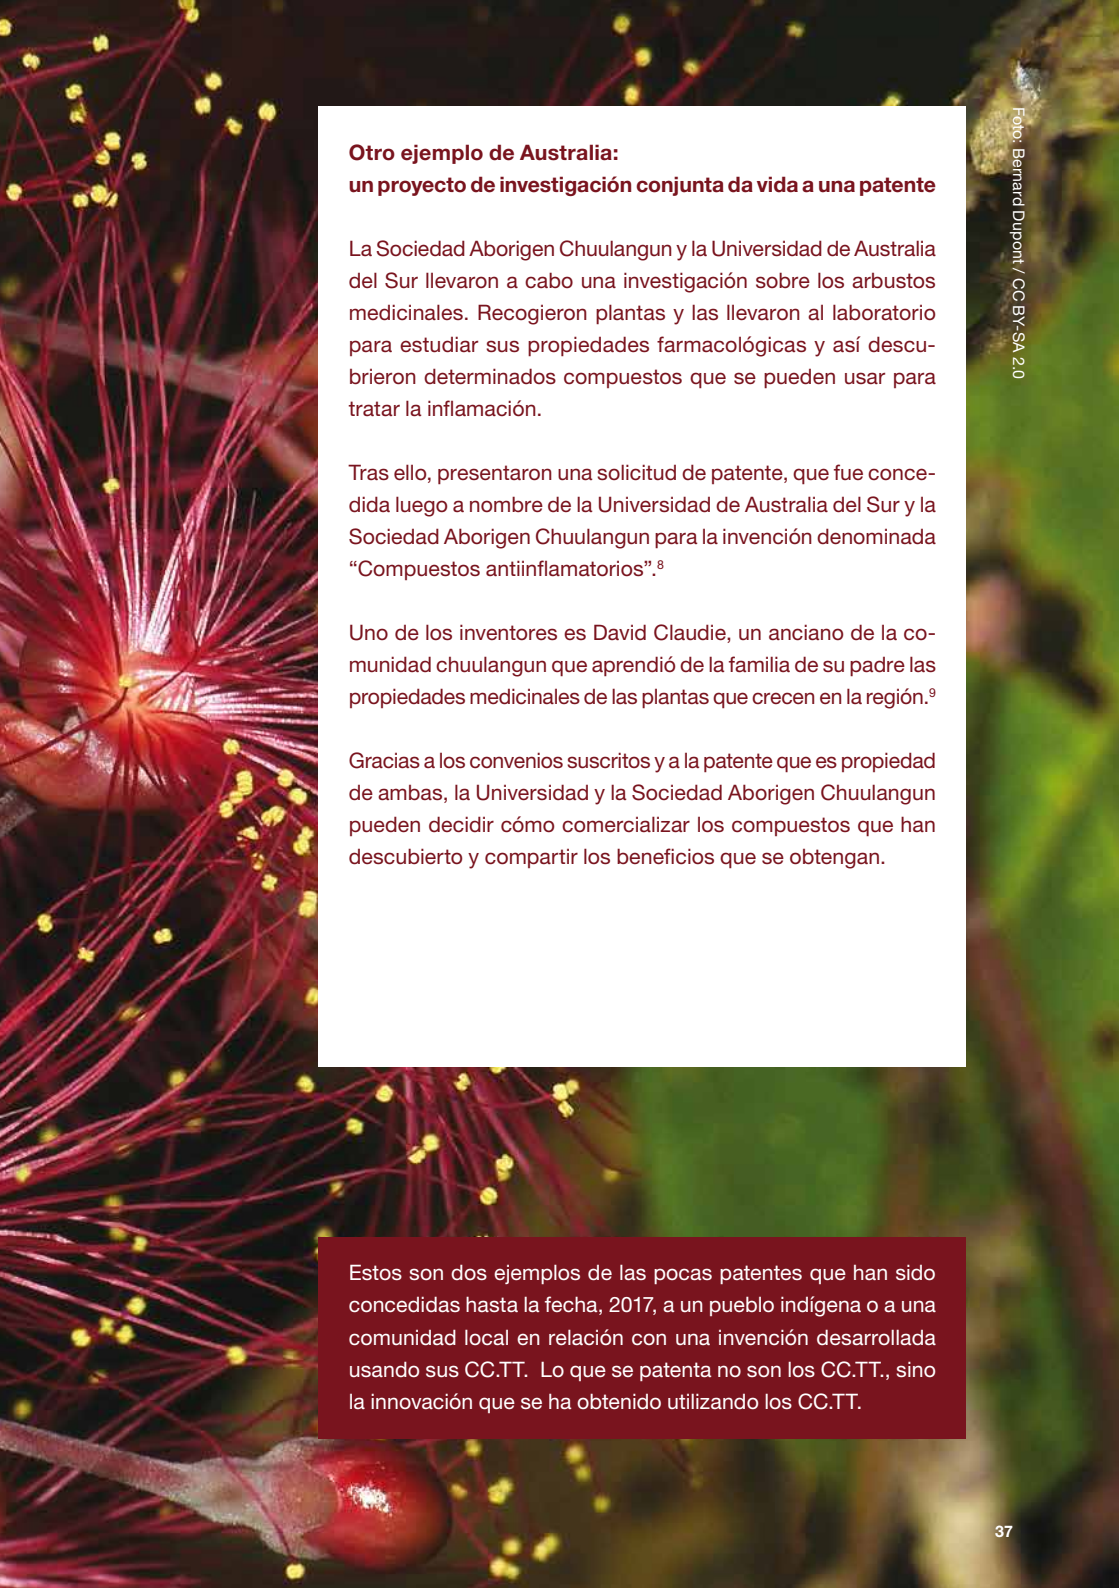 Otro ejemplo de Australia:
un proyecto de investigación conjunta da vida a una patente
La Sociedad Aborigen Chuulangun y la Universidad de Australia
del Sur llevaron a cabo una investigación sobre los arbustos
medicinales. Recogieron plantas y las llevaron al laboratorio
para estudiar sus propiedades farmacológicas y así descu-
brieron determinados compuestos que se pueden usar para
tratar la inflamación.
Tras ello, presentaron una solicitud de patente, que fue conce-
dida luego a nombre de la Universidad de Australia del Sur y la
Sociedad Aborigen Chuulangun para la invención denominada
“Compuestos antiinflamatorios”.⁸
Uno de los inventores es David Claudie, un anciano de la co-
munidad chuulangun que aprendió de la familia de su padre las
propiedades medicinales de las plantas que crecen en la región.⁹
Gracias a los convenios suscritos y a la patente que es propiedad
de ambas, la Universidad y la Sociedad Aborigen Chuulangun
pueden decidir cómo comercializar los compuestos que han
descubierto y compartir los beneficios que se obtengan.
Foto: Bernard Dupont / CC BY-SA 2.0
Estos son dos ejemplos de las pocas patentes que han sido
concedidas hasta la fecha, 2017, a un pueblo indígena o a una
comunidad local en relación con una invención desarrollada
usando sus CC.TT. Lo que se patenta no son los CC.TT., sino
la innovación que se ha obtenido utilizando los CC.TT.
37